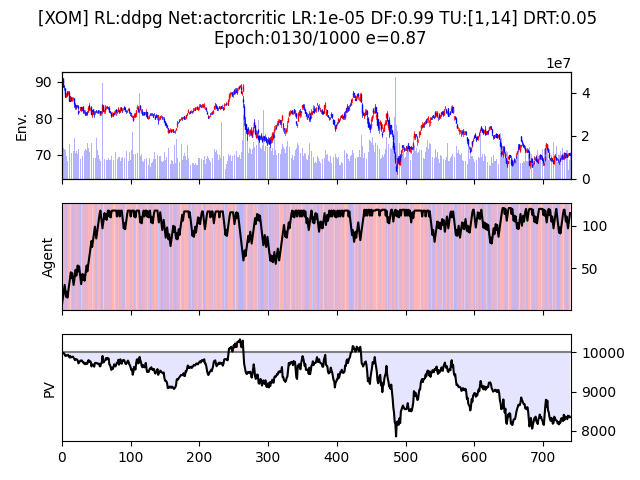 [XOM] RL:ddpg Net:actorcritic LR:1e-05 DF:0.99 TU:[1,14] DRT:0.05
Epoch:0130/1000 e=0.87
1e7
90
80
70
Env.
4
2
0
Agent
100
50
PV
10000
9000
8000
0 100 200 300 400 500 600 700